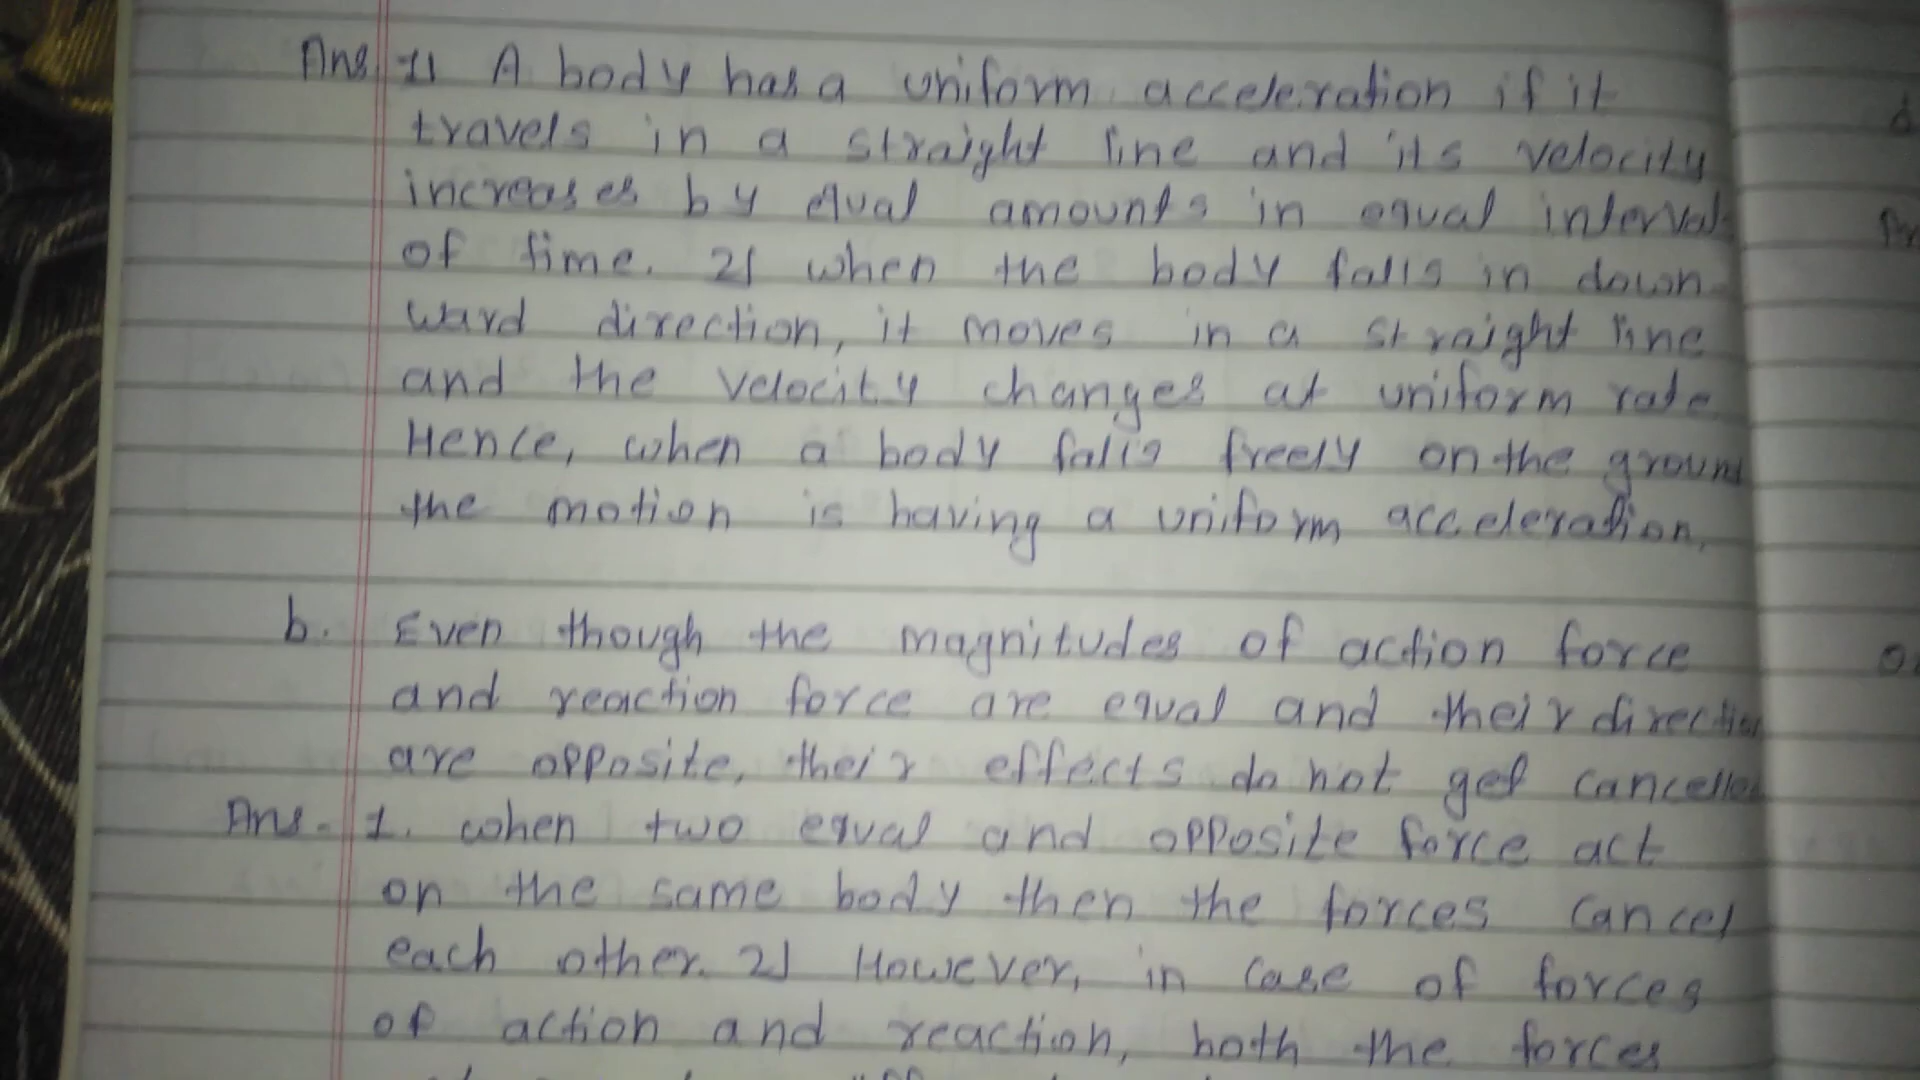 Ans 1) A body has a uniform acceleration if it
travels in a straight line and its velocity
increases by equal amounts in equal interval
of time. 2) when the body falls in down
ward direction, it moves in a straight line
and the velocity changes at uniform rate
Hence, when a body falls freely on the ground
the motion is having a uniform acceleration.
b. Even though the magnitudes of action force
and reaction force are equal and their direction
are opposite, their effects do not get cancelled
Ans. 1. when two equal and opposite force act
on the same body then the forces cancel
each other. 2) However, in case of forces
of action and reaction, both the forces